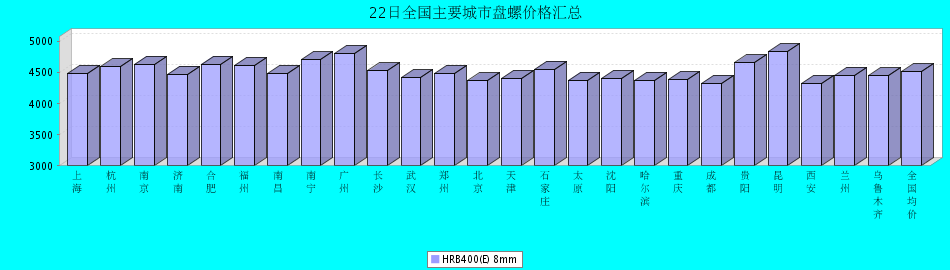 22日全国主要城市盘螺价格汇总
5000
4500
4000
3500
3000
上海
杭州
南京
济南
合肥
福州
南昌
南宁
广州
长沙
武汉
郑州
北京
天津
石家庄
太原
沈阳
哈尔滨
重庆
成都
贵阳
昆明
西安
兰州
乌鲁木齐
全国均价
HRB400(E) 8mm